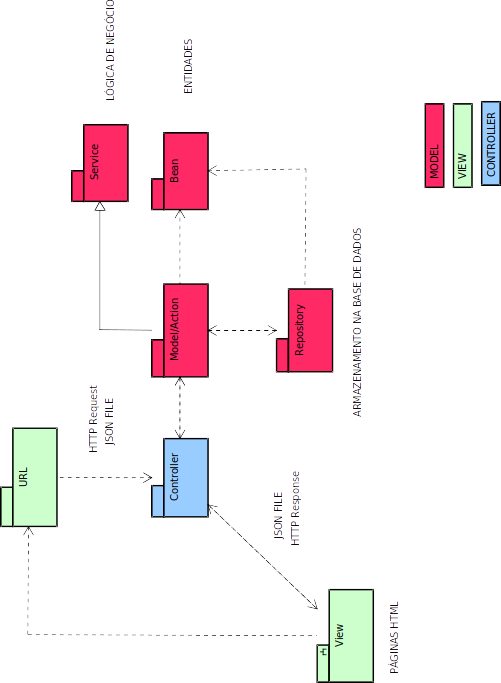 URL
HTTP Request
JSON FILE
Service
LÓGICA DE NEGÓCIO
Controller
Model/Action
Bean
ENTIDADES
JSON FILE
HTTP Response
Repository
ARMAZENAMENTO NA BASE DE DADOS
View
PÁGINAS HTML
MODEL
VIEW
CONTROLLER